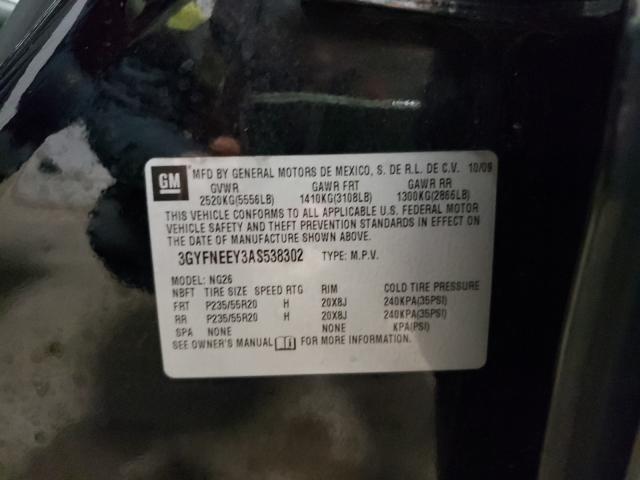 GM
MFD BY GENERAL MOTORS DE MEXICO, S. DE R.L. DE C.V. 10/09
GVWR GAWR FRT GAWR RR
2520KG(5556LB) 1410KG(3108LB) 1300KG(2866LB)
THIS VEHICLE CONFORMS TO ALL APPLICABLE U.S. FEDERAL MOTOR
VEHICLE SAFETY AND THEFT PREVENTION STANDARDS IN EFFECT ON
THE DATE OF MANUFACTURE SHOWN ABOVE.
3GYFNEEY3AS538302 TYPE: M.P.V.
MODEL: NG26
NBFT TIRE SIZE SPEED RTG RIM COLD TIRE PRESSURE
FRT P235/55R20 H 20X8J 240KPA(35PSI)
RR P235/55R20 H 20X8J 240KPA(35PSI)
SPA NONE NONE KPA(PSI)
SEE OWNER'S MANUAL FOR MORE INFORMATION.